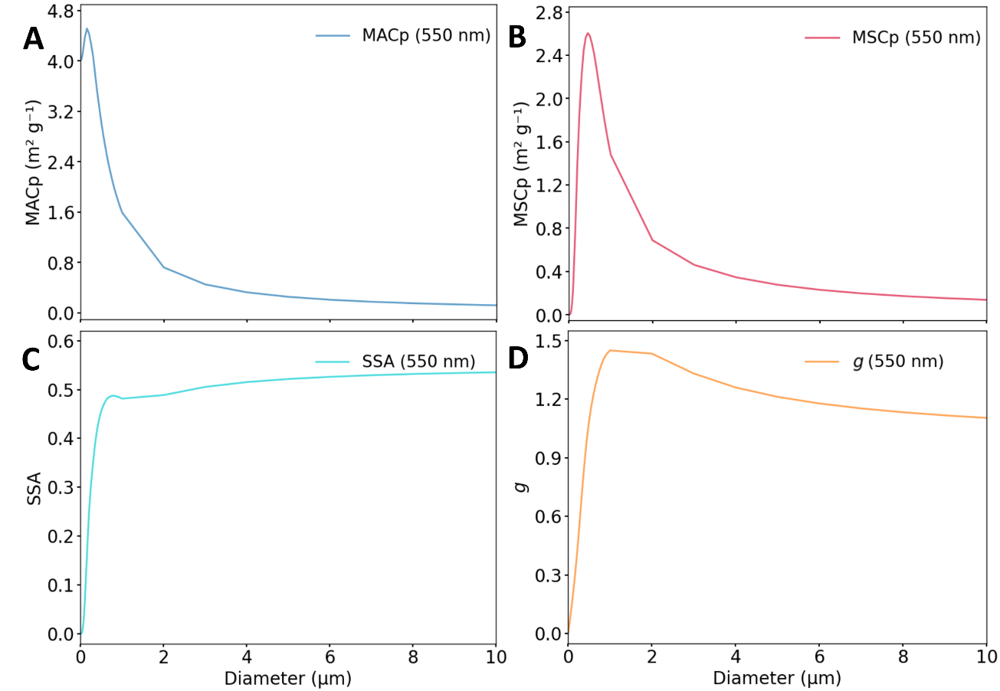 A
MACp (550 nm)
4.8
4.0
3.2
2.4
1.6
0.8
0.0
MACp (m² g⁻¹)
B
MSCp (550 nm)
2.8
2.4
2.0
1.6
1.2
0.8
0.4
0.0
MSCp (m² g⁻¹)
C
SSA (550 nm)
0.6
0.5
0.4
0.3
0.2
0.1
0.0
SSA
0 2 4 6 8 10
Diameter (μm)
D
g (550 nm)
1.5
1.2
0.9
0.6
0.3
0.0
g
0 2 4 6 8 10
Diameter (μm)